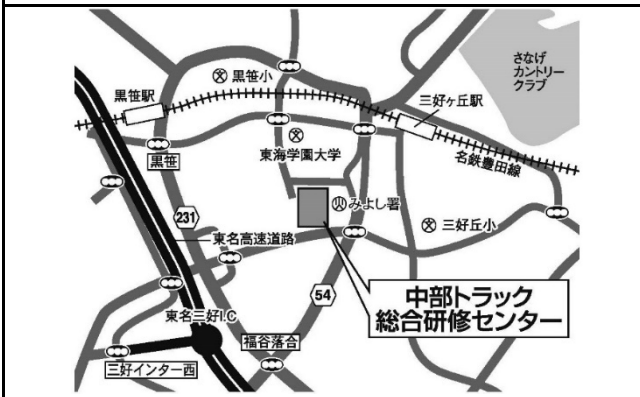 さなげ
カントリー
クラブ
黒笹駅
黒笹小
三好ヶ丘駅
黒笹
東海学園大学
名鉄豊田線
みよし署
三好丘小
231
東名高速道路
54
中部トラック
総合研修センター
東名三好I.C
福谷落合
三好インター西